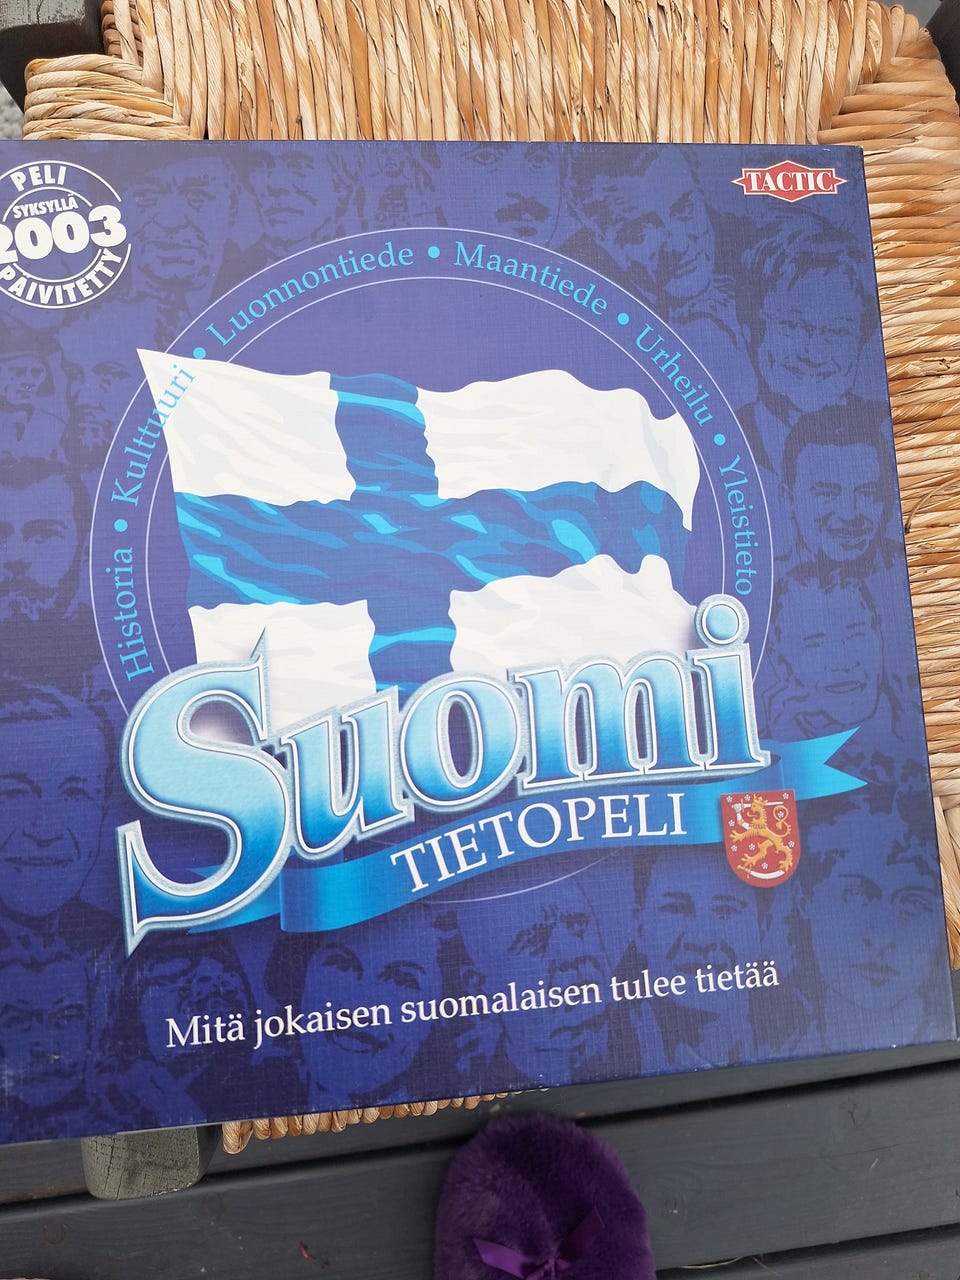 PELI
SYKSYLLÄ
2003
PÄIVITETTY
TACTIC
Historia • Kulttuuri • Luonnontiede • Maantiede • Urheilu • Yleistieto
Suomi
TIETOPELI
Mitä jokaisen suomalaisen tulee tietää